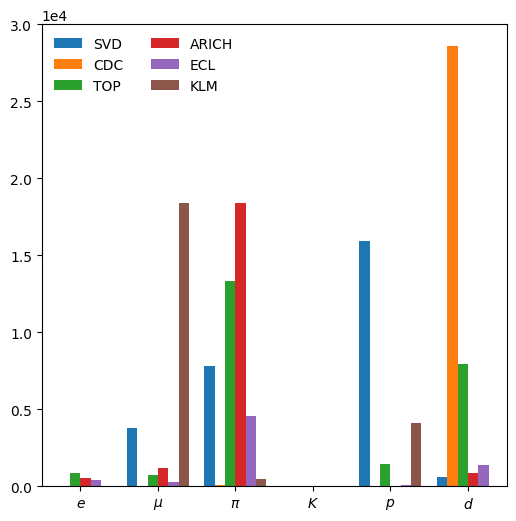 1e4
3.0
2.5
2.0
1.5
1.0
0.5
0.0
SVD
CDC
TOP
ARICH
ECL
KLM
e μ π K p d